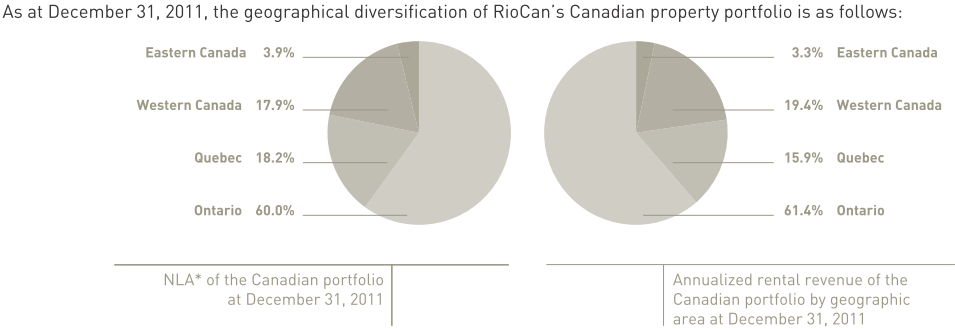 As at December 31, 2011, the geographical diversification of RioCan’s Canadian property portfolio is as follows:
Eastern Canada 3.9%
Western Canada 17.9%
Quebec 18.2%
Ontario 60.0%
NLA* of the Canadian portfolio
at December 31, 2011
3.3% Eastern Canada
19.4% Western Canada
15.9% Quebec
61.4% Ontario
Annualized rental revenue of the
Canadian portfolio by geographic
area at December 31, 2011